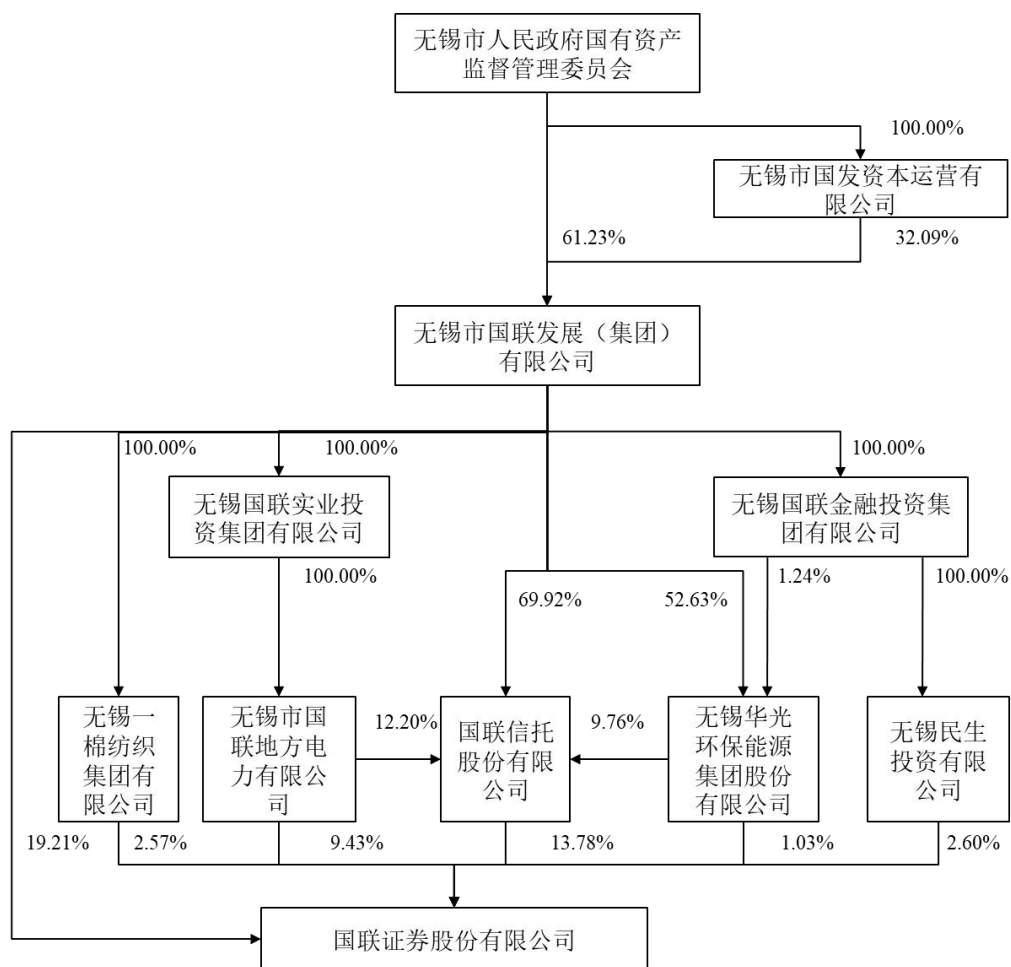 无锡市人民政府国有资产
监督管理委员会
100.00%
无锡市国发资本运营有
限公司
61.23%
32.09%
无锡市国联发展（集团）
有限公司
100.00%
100.00%
100.00%
无锡国联实业投
资集团有限公司
无锡国联金融投资集
团有限公司
100.00%
1.24%
100.00%
69.92%
52.63%
无锡一
棉纺织
集团有
限公司
无锡市国
联地方电
力有限公
司
12.20%
国联信托
股份有限
公司
9.76%
无锡华光
环保能源
集团股份
有限公司
无锡民生
投资有限
公司
19.21%
2.57%
9.43%
13.78%
1.03%
2.60%
国联证券股份有限公司